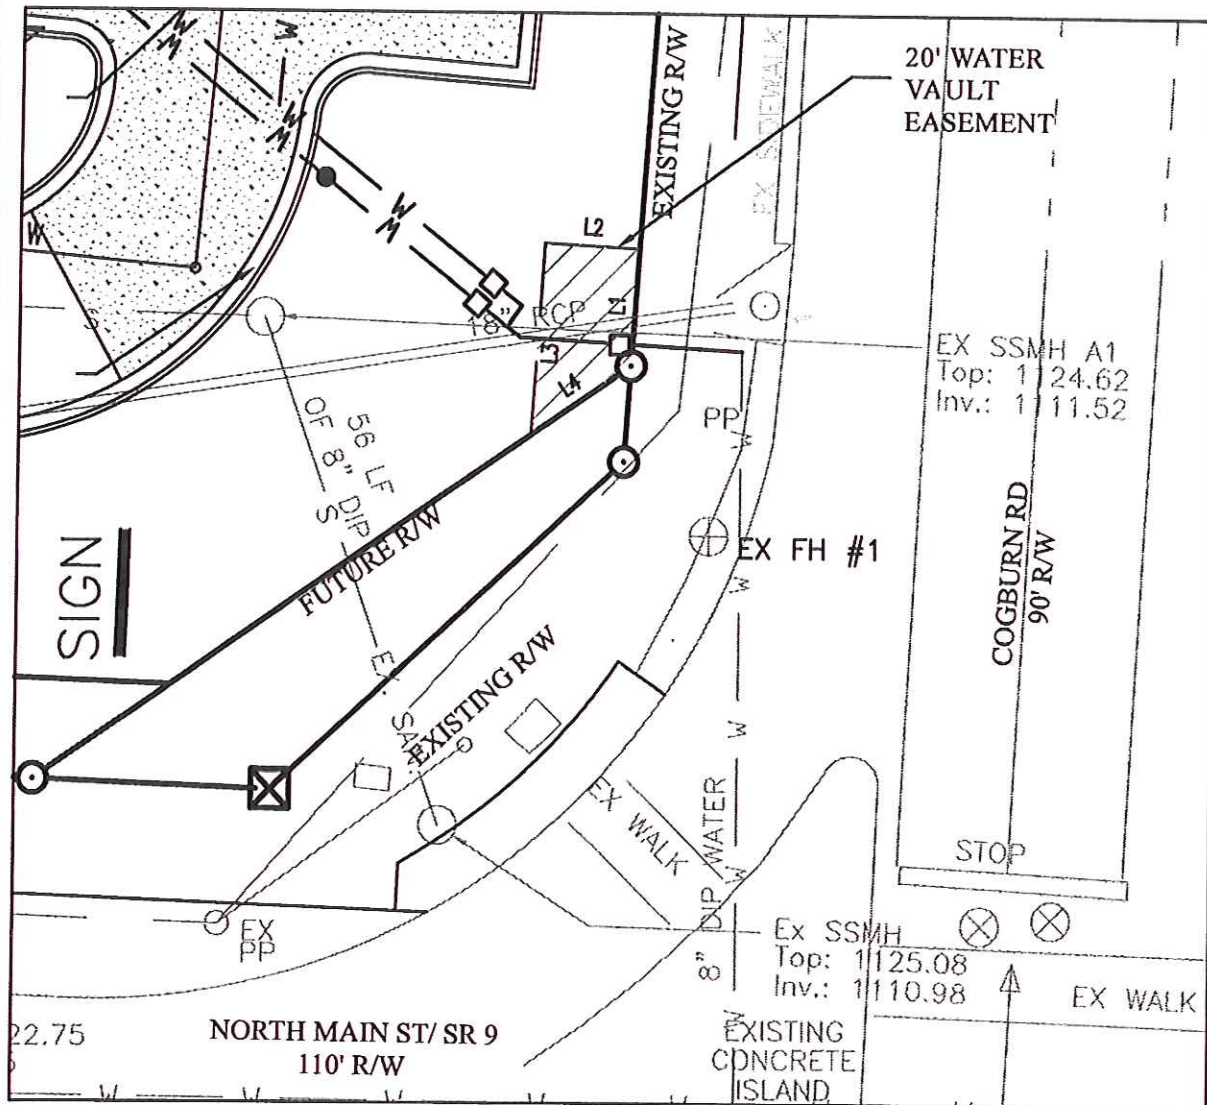 20' WATER
VAULT
EASEMENT
EXISTING R/W
EX SIDEWALK
W
W
W
W
W
W
W
L2
L1
L3
L4
18" RCP
S
EX SSMH A1
Top: 1124.62
Inv.: 1111.52
PP
W
56 LF
OF 8" DIP
S
FUTURE R/W
SIGN
EX FH #1
W
COGBURN RD
90' R/W
EX. SAN.
EXISTING R/W
W
EX WALK
8" DIP WATER
W
STOP
EX
PP
Ex SSMH
Top: 1125.08
Inv.: 1110.98
EX WALK
22.75
NORTH MAIN ST/ SR 9
110' R/W
W
EXISTING
CONCRETE
ISLAND
W
W
W
W
W
W